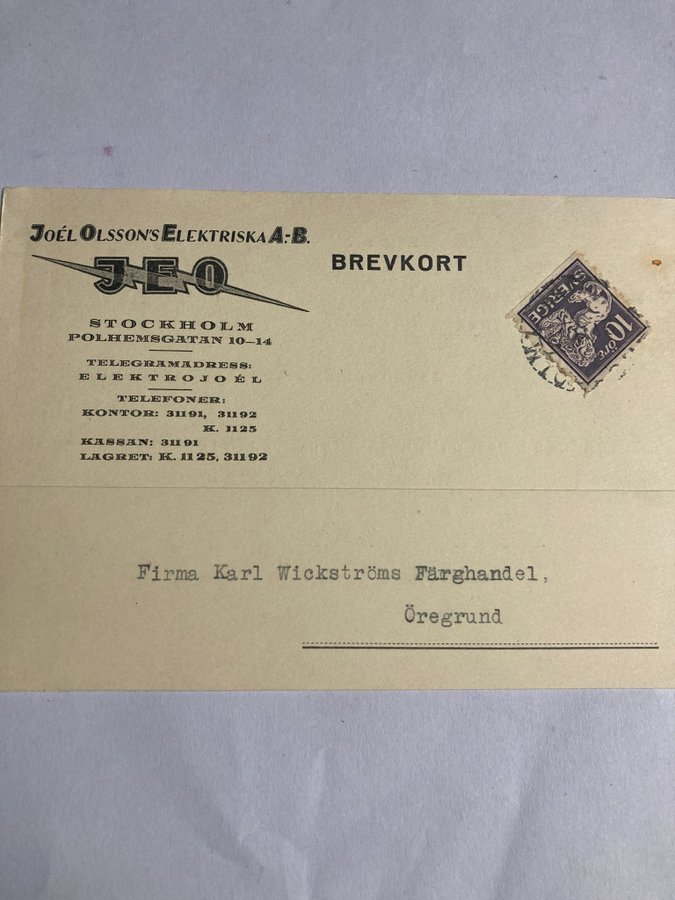 JOÉL OLSSON'S ELEKTRISKA A.-B.
JEO
STOCKHOLM
POLHEMSGATAN 10-14
TELEGRAMADRESS:
ELEKTROJOÉL
TELEFONER:
KONTOR: 31191, 31192
K. 1125
KASSAN: 31191
LAGRET: K. 1125, 31192
BREVKORT
SVERIGE
10 öre
Firma Karl Wickströms Färghandel,
Öregrund